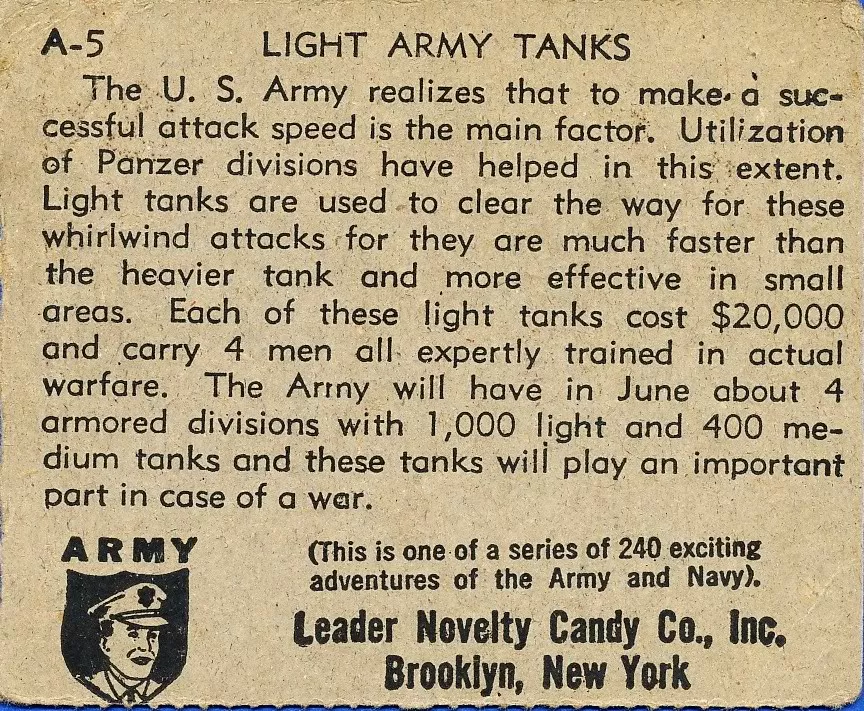 A-5 LIGHT ARMY TANKS
The U. S. Army realizes that to make a suc-
cessful attack speed is the main factor. Utilization
of Panzer divisions have helped in this extent.
Light tanks are used to clear the way for these
whirlwind attacks for they are much faster than
the heavier tank and more effective in small
areas. Each of these light tanks cost $20,000
and carry 4 men all expertly trained in actual
warfare. The Army will have in June about 4
armored divisions with 1,000 light and 400 me-
dium tanks and these tanks will play an important
part in case of a war.
ARMY
(This is one of a series of 240 exciting
adventures of the Army and Navy).
Leader Novelty Candy Co., Inc.
Brooklyn, New York